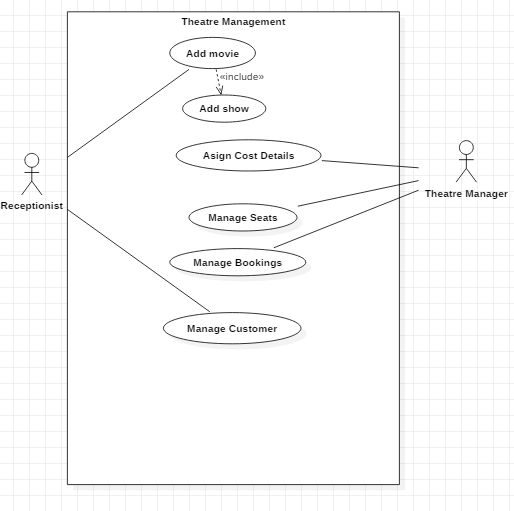 Theatre Management
Add movie
«include»
Add show
Asign Cost Details
Receptionist
Theatre Manager
Manage Seats
Manage Bookings
Manage Customer